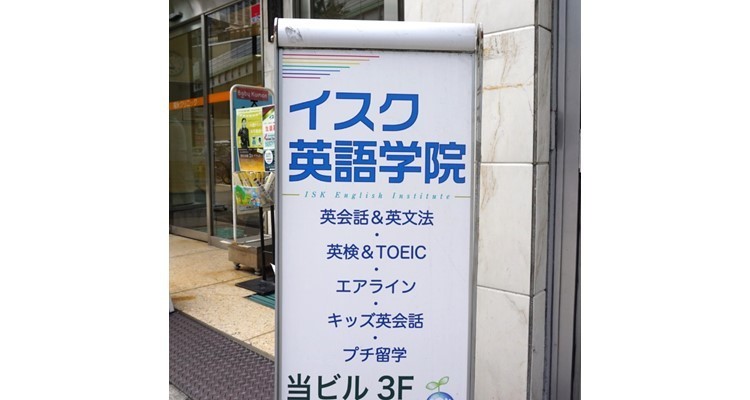 イスク
英語学院
ISK English Institute
英会話＆英文法
・
英検＆TOEIC
・
エアライン
・
キッズ英会話
・
プチ留学
当ビル 3F